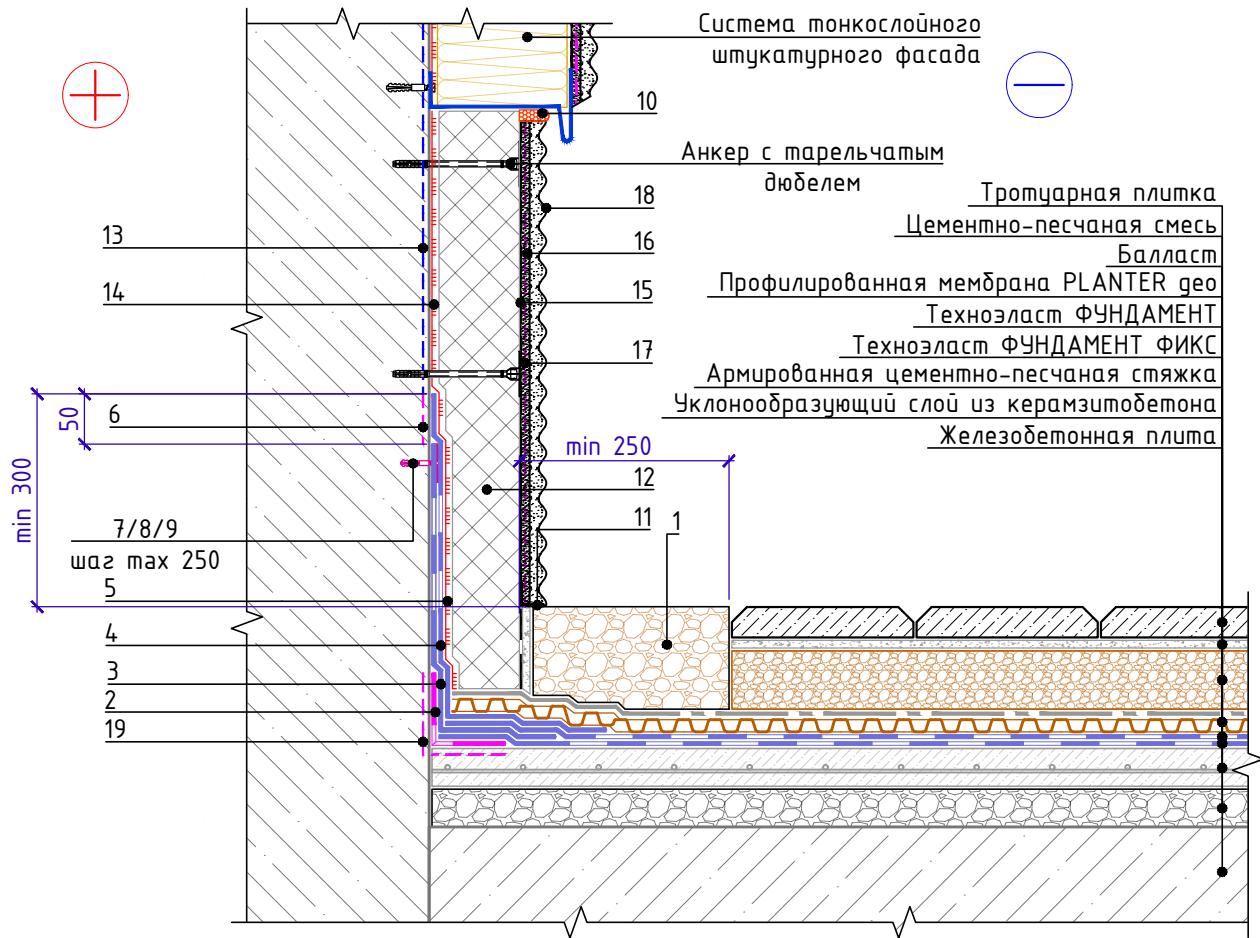 Система тонкослойного
штукатурного фасада
10
Анкер с тарельчатым
дюбелем
18
Тротуарная плитка
Цементно-песчаная смесь
13
16
Балласт
14
15
Профилированная мембрана PLANTER geo
Техноэласт ФУНДАМЕНТ
17
Техноэласт ФУНДАМЕНТ ФИКС
Армированная цементно-песчаная стяжка
6
50
Уклонообразующий слой из керамзитобетона
Железобетонная плита
min 250
min 300
12
7/8/9
шаг max 250
11
1
5
4
3
2
19